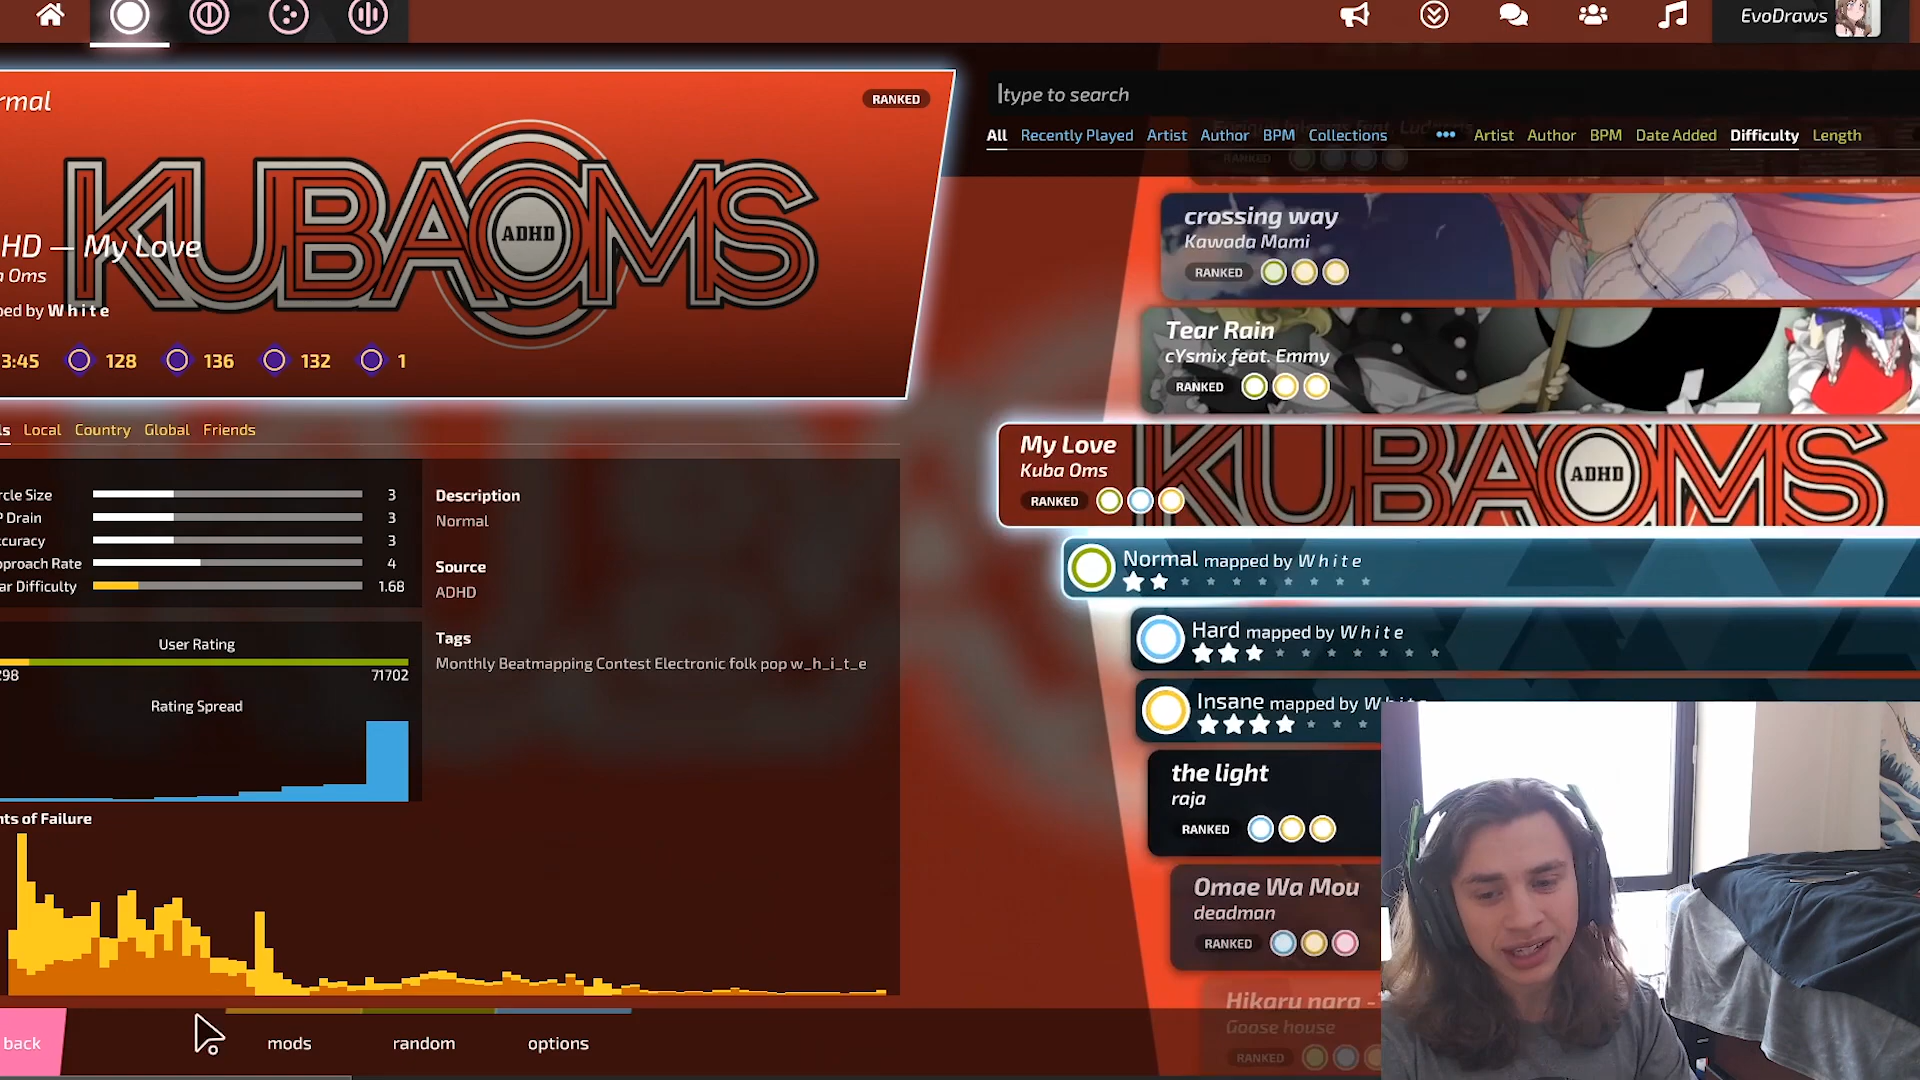 EvoDraws
rmal
RANKED
KUBAOMS
ADHD
HD — My Love
Oms
ped by White
3:45 128 136 132 1
ls Local Country Global Friends
rcle Size 3
P Drain 3
ccuracy 3
pproach Rate 4
ar Difficulty 1.68
User Rating
298 71702
Rating Spread
nts of Failure
Description
Normal
Source
ADHD
Tags
Monthly Beatmapping Contest Electronic folk pop w_h_i_t_e
back
mods
random
options
type to search
All Recently Played Artist Author BPM Collections ••• Artist Author BPM Date Added Difficulty Length
RANKED
crossing way
Kawada Mami
RANKED
Tear Rain
cYsmix feat. Emmy
RANKED
My Love
Kuba Oms
RANKED
KUBAOMS
ADHD
Normal mapped by White
Hard mapped by White
Insane mapped by White
the light
raja
RANKED
Omae Wa Mou
deadman
RANKED
Hikaru nara -
Goose house
RANKED